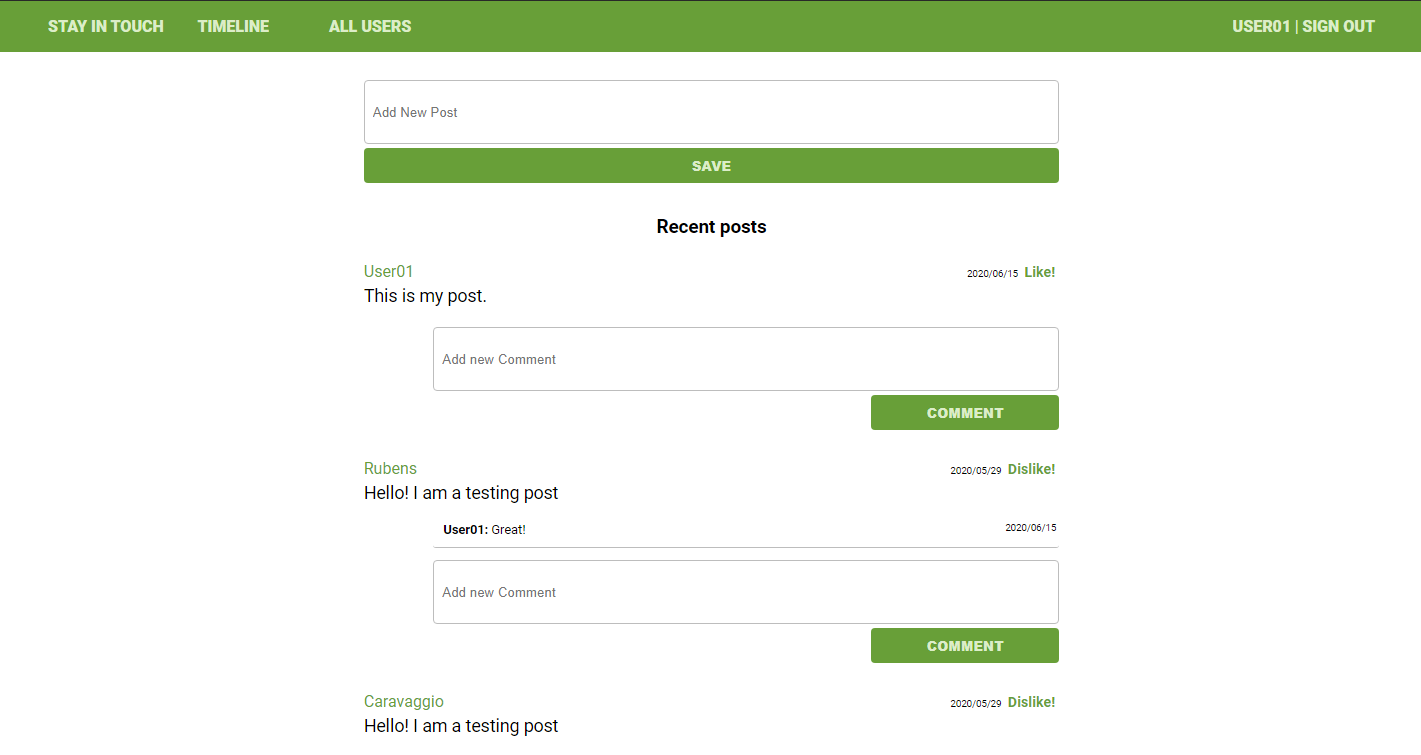 STAY IN TOUCH TIMELINE ALL USERS USER01 | SIGN OUT
Add New Post
SAVE
Recent posts
User01 2020/06/15 Like!
This is my post.
Add new Comment
COMMENT
Rubens 2020/05/29 Dislike!
Hello! I am a testing post
User01: Great! 2020/06/15
Add new Comment
COMMENT
Caravaggio 2020/05/29 Dislike!
Hello! I am a testing post